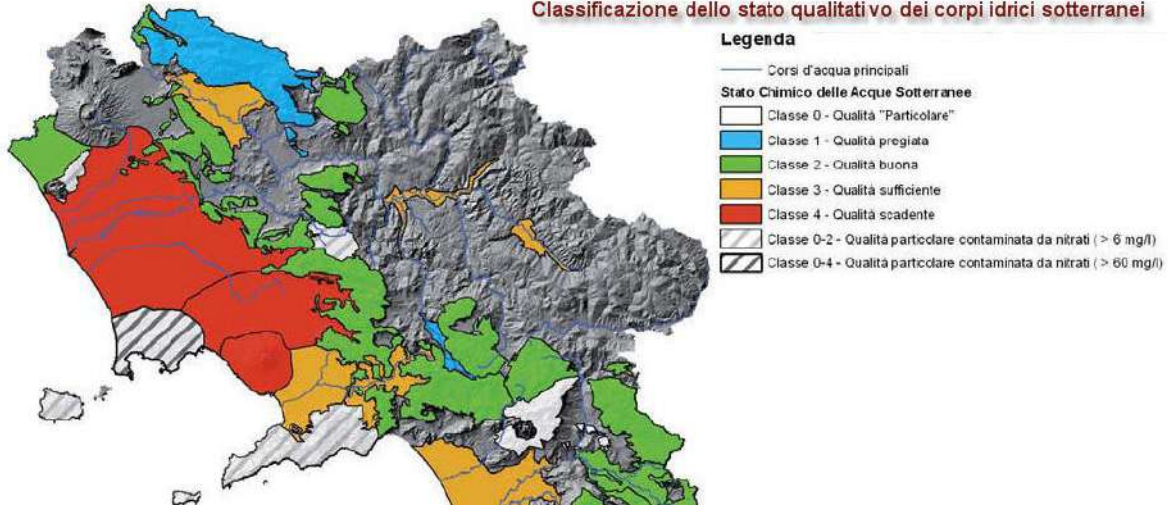 Classificazione dello stato qualitativo dei corpi idrici sotterranei
Legenda
Corsi d'acqua principali
Stato Chimico delle Acque Sotterranee
Classe 0 - Qualità "Particolare"
Classe 1 - Qualità pregiata
Classe 2 - Qualità buona
Classe 3 - Qualità sufficiente
Classe 4 - Qualità scadente
Classe 0-2 - Qualità particolare contaminata da nitrati ( > 6 mg/l)
Classe 0-4 - Qualità particolare contaminata da nitrati ( > 60 mg/l)